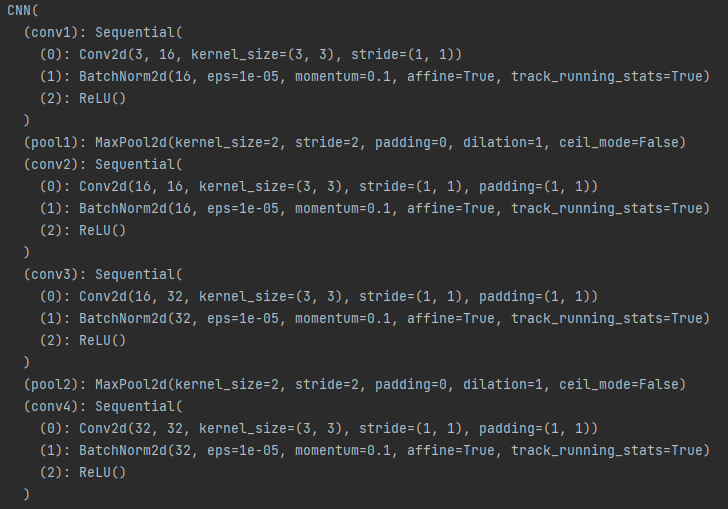 CNN(
  (conv1): Sequential(
    (0): Conv2d(3, 16, kernel_size=(3, 3), stride=(1, 1))
    (1): BatchNorm2d(16, eps=1e-05, momentum=0.1, affine=True, track_running_stats=True)
    (2): ReLU()
  )
  (pool1): MaxPool2d(kernel_size=2, stride=2, padding=0, dilation=1, ceil_mode=False)
  (conv2): Sequential(
    (0): Conv2d(16, 16, kernel_size=(3, 3), stride=(1, 1), padding=(1, 1))
    (1): BatchNorm2d(16, eps=1e-05, momentum=0.1, affine=True, track_running_stats=True)
    (2): ReLU()
  )
  (conv3): Sequential(
    (0): Conv2d(16, 32, kernel_size=(3, 3), stride=(1, 1), padding=(1, 1))
    (1): BatchNorm2d(32, eps=1e-05, momentum=0.1, affine=True, track_running_stats=True)
    (2): ReLU()
  )
  (pool2): MaxPool2d(kernel_size=2, stride=2, padding=0, dilation=1, ceil_mode=False)
  (conv4): Sequential(
    (0): Conv2d(32, 32, kernel_size=(3, 3), stride=(1, 1), padding=(1, 1))
    (1): BatchNorm2d(32, eps=1e-05, momentum=0.1, affine=True, track_running_stats=True)
    (2): ReLU()
  )